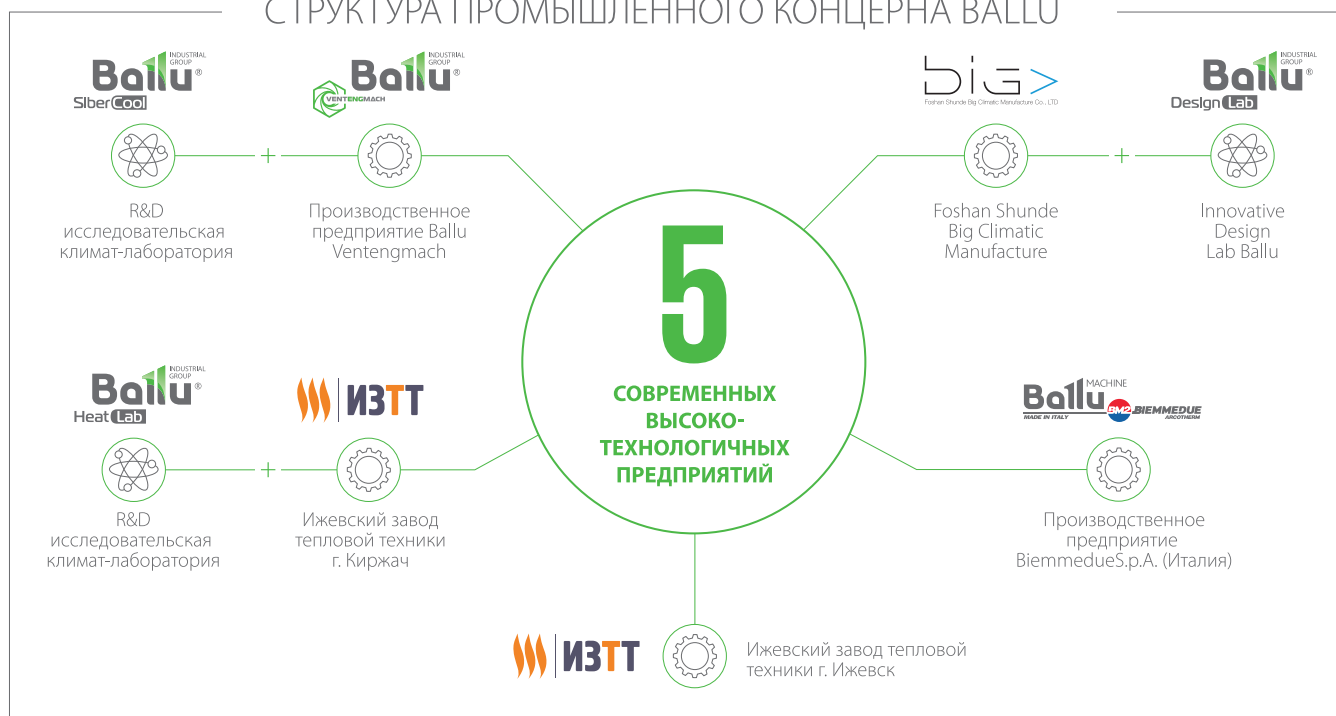 СТРУКТУРА ПРОМЫШЛЕННОГО КОНЦЕРНА BALLU
Ballu® INDUSTRIAL GROUP
SIberCool
R&D
исследовательская
климат-лаборатория
VENTENGMACH
Ballu® INDUSTRIAL GROUP
Производственное
предприятие Ballu
Ventengmach
big>
Foshan Shunde Big Climatic Manufacture Co., LTD
Foshan Shunde
Big Climatic
Manufacture
Ballu® INDUSTRIAL GROUP
DesIgn Lab
Innovative
Design
Lab Ballu
5
СОВРЕМЕННЫХ
ВЫСОКО-
ТЕХНОЛОГИЧНЫХ
ПРЕДПРИЯТИЙ
Ballu® INDUSTRIAL GROUP
Heat Lab
R&D
исследовательская
климат-лаборатория
ИЗТТ
Ижевский завод
тепловой техники
г. Киржач
Ballu MACHINE
MADE IN ITALY
BM2 BIEMMEDUE
ARCOTHERM
Производственное
предприятие
BiemmedueS.p.A. (Италия)
ИЗТТ
Ижевский завод тепловой
техники г. Ижевск